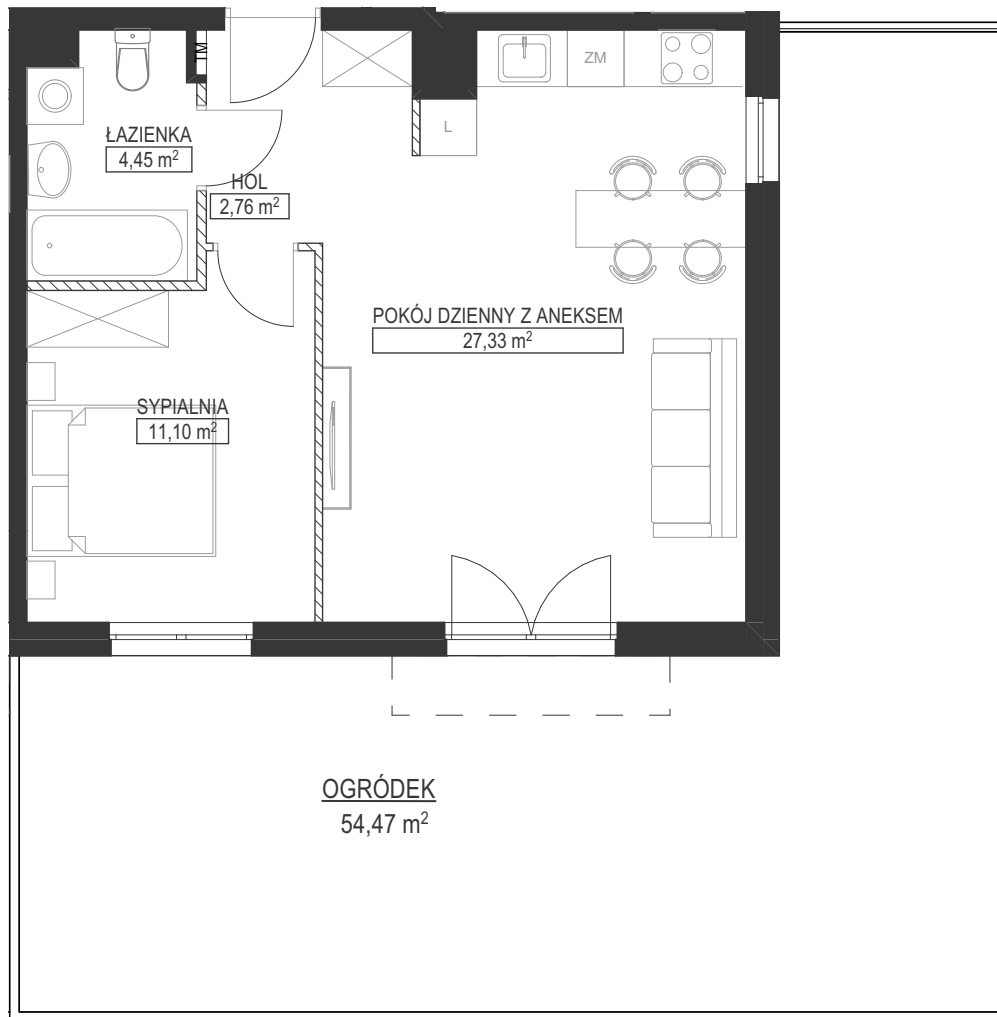 TM
ZM
L
ŁAZIENKA
4,45 m²
HOL
2,76 m²
POKÓJ DZIENNY Z ANEKSEM
27,33 m²
SYPIALNIA
11,10 m²
OGRÓDEK
54,47 m²